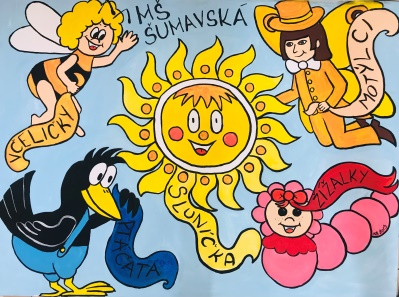 MŠ
ŠUMAVSKÁ
VČELIČKY
MOTÝLCI
SLUNÍČKA
PTÁČATA
ŽÍŽALKY